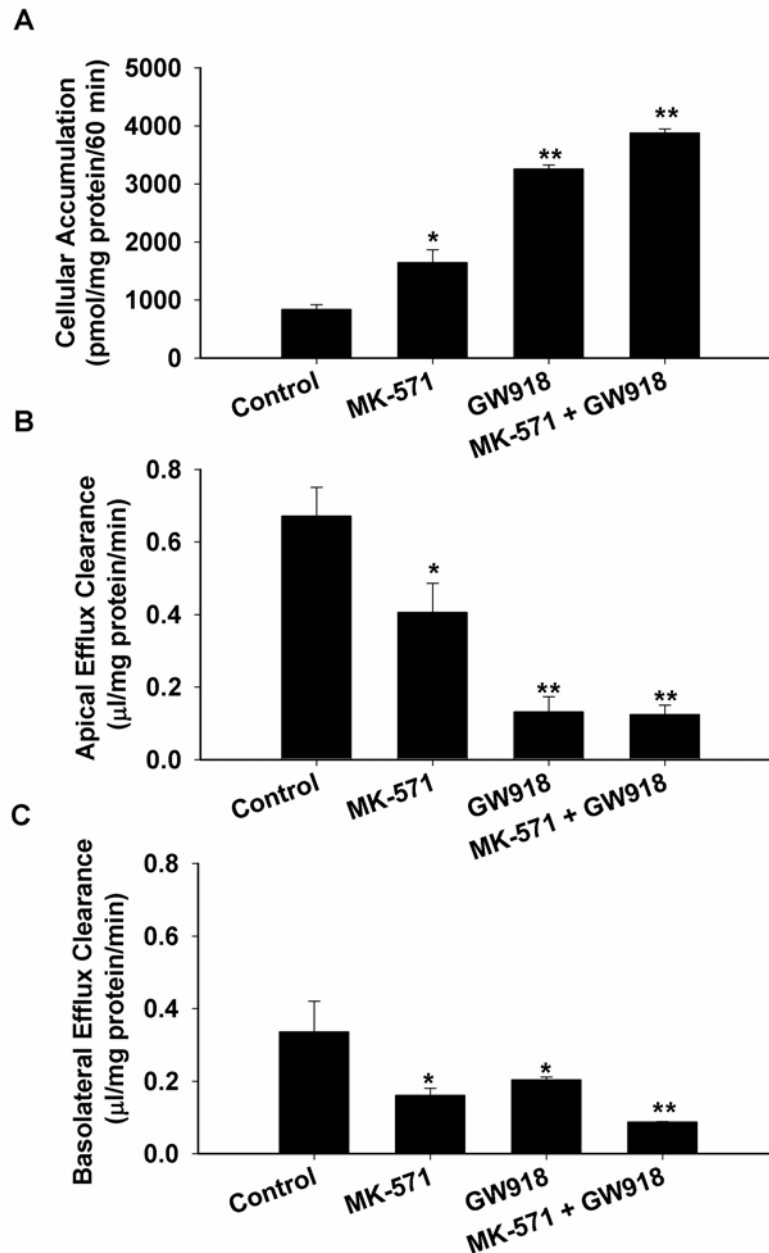 A
Cellular Accumulation
(pmol/mg protein/60 min)
5000
4000
3000
2000
1000
0
*
**
**
Control
MK-571
GW918
MK-571 + GW918
B
Apical Efflux Clearance
(µl/mg protein/min)
0.8
0.6
0.4
0.2
0.0
*
**
**
Control
MK-571
GW918
MK-571 + GW918
C
Basolateral Efflux Clearance
(µl/mg protein/min)
0.8
0.6
0.4
0.2
0.0
*
*
**
Control
MK-571
GW918
MK-571 + GW918